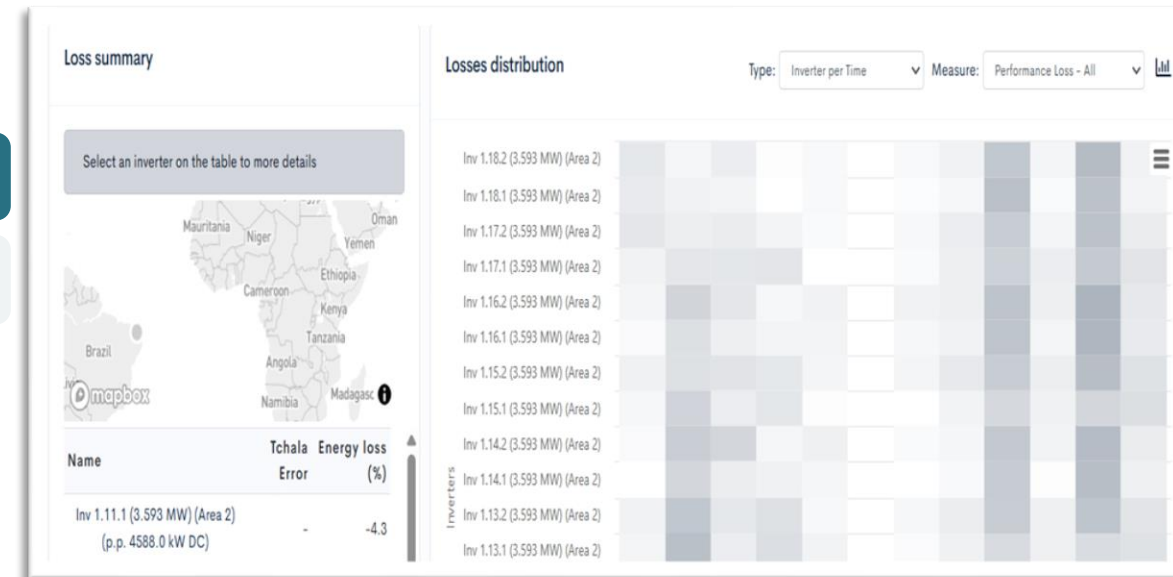 Loss summary
Select an inverter on the table to more details
Oman
Mauritania
Niger
Yemen
Ethiopia
Cameroon
Kenya
Tanzania
Brazil
Angola
mapbox
Namibia
Madagasc
Name
Tchala Error
Energy loss (%)
Inv 1.11.1 (3.593 MW) (Area 2)
(p.p. 4588.0 kW DC)
-
-4.3
Losses distribution
Type: Inverter per Time
Measure: Performance Loss - All
Inverters
Inv 1.18.2 (3.593 MW) (Area 2)
Inv 1.18.1 (3.593 MW) (Area 2)
Inv 1.17.2 (3.593 MW) (Area 2)
Inv 1.17.1 (3.593 MW) (Area 2)
Inv 1.16.2 (3.593 MW) (Area 2)
Inv 1.16.1 (3.593 MW) (Area 2)
Inv 1.15.2 (3.593 MW) (Area 2)
Inv 1.15.1 (3.593 MW) (Area 2)
Inv 1.14.2 (3.593 MW) (Area 2)
Inv 1.14.1 (3.593 MW) (Area 2)
Inv 1.13.2 (3.593 MW) (Area 2)
Inv 1.13.1 (3.593 MW) (Area 2)